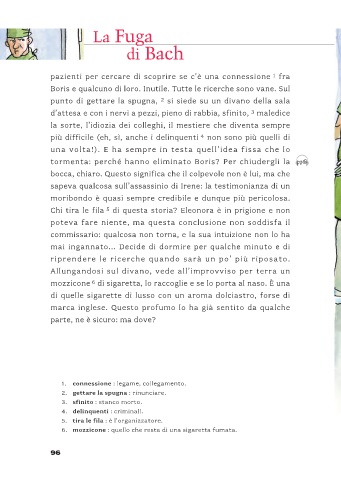 La Fuga
di Bach
pazienti per cercare di scoprire se c'è una connessione 1 fra
Boris e qualcuno di loro. Inutile. Tutte le ricerche sono vane. Sul
punto di gettare la spugna, 2 si siede su un divano della sala
d'attesa e con i nervi a pezzi, pieno di rabbia, sfinito, 3 maledice
la sorte, l'idiozia dei colleghi, il mestiere che diventa sempre
più difficile (eh, sì, anche i delinquenti 4 non sono più quelli di
una volta!). E ha sempre in testa quell'idea fissa che lo
tormenta: perché hanno eliminato Boris? Per chiudergli la
bocca, chiaro. Questo significa che il colpevole non è lui, ma che
sapeva qualcosa sull'assassinio di Irene: la testimonianza di un
moribondo è quasi sempre credibile e dunque più pericolosa.
Chi tira le fila 5 di questa storia? Eleonora è in prigione e non
poteva fare niente, ma questa conclusione non soddisfa il
commissario: qualcosa non torna, e la sua intuizione non lo ha
mai ingannato... Decide di dormire per qualche minuto e di
riprendere le ricerche quando sarà un po' più riposato.
Allungandosi sul divano, vede all'improvviso per terra un
mozzicone 6 di sigaretta, lo raccoglie e se lo porta al naso. È una
di quelle sigarette di lusso con un aroma dolciastro, forse di
marca inglese. Questo profumo lo ha già sentito da qualche
parte, ne è sicuro: ma dove?
1. connessione : legame, collegamento.
2. gettare la spugna : rinunciare.
3. sfinito : stanco morto.
4. delinquenti : criminali.
5. tira le fila : è l'organizzatore.
6. mozzicone : quello che resta di una sigaretta fumata.
96